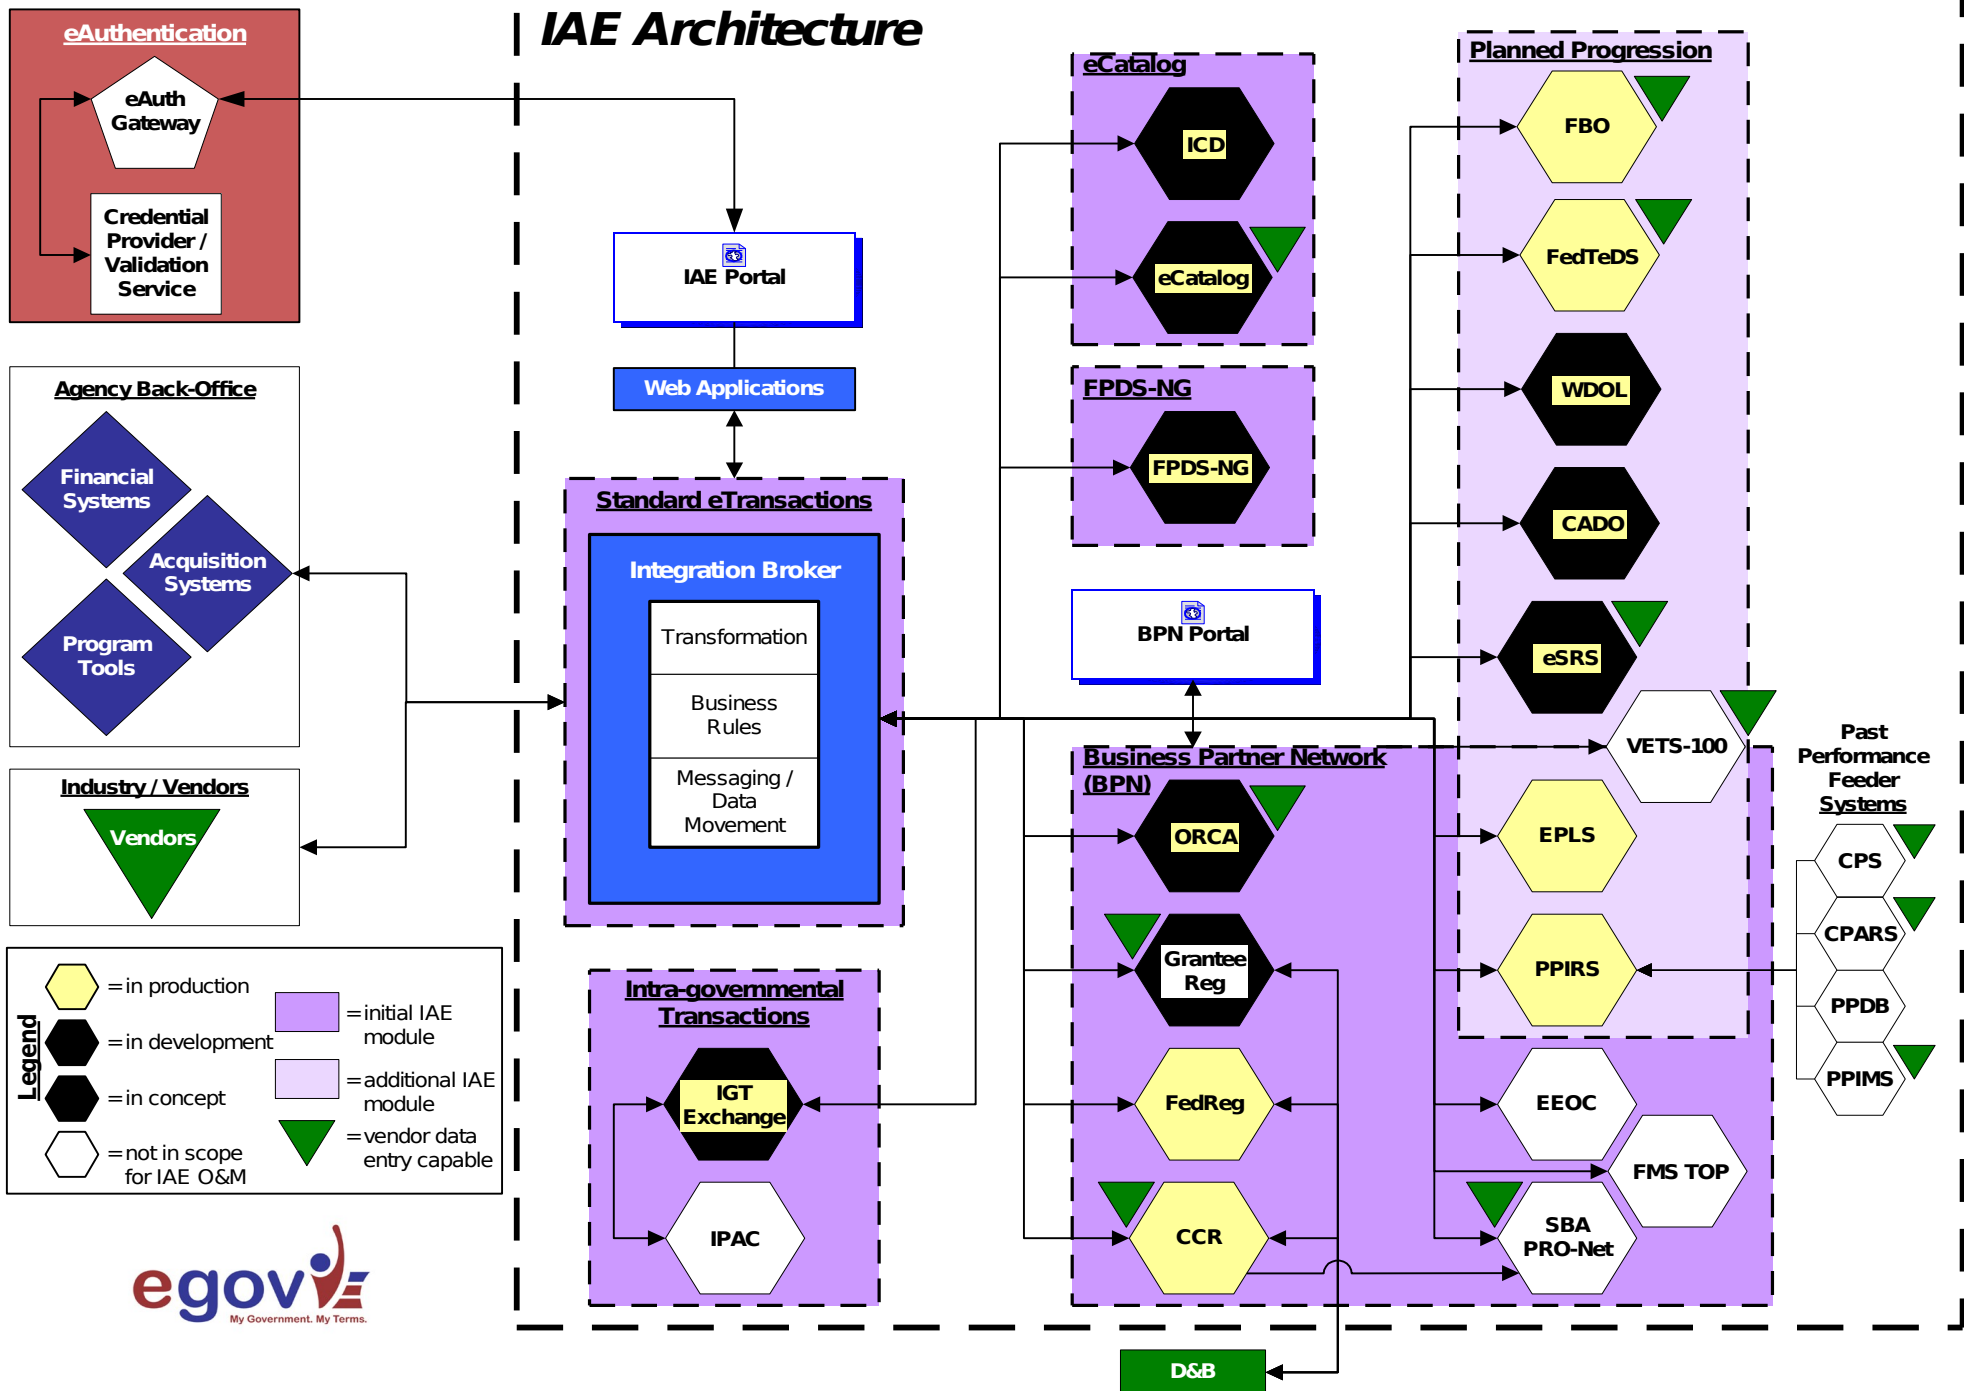 IAE Architecture
eAuthentication
eAuth
Gateway
Credential
Provider /
Validation
Service
Agency Back-Office
Financial
Systems
Acquisition
Systems
Program
Tools
Industry / Vendors
Vendors
Legend
= in production
= in development
= in concept
= not in scope
for IAE O&M
= initial IAE
module
= additional IAE
module
= vendor data
entry capable
egov
My Government. My Terms.
IAE Portal
Web Applications
Standard eTransactions
Integration Broker
Transformation
Business
Rules
Messaging /
Data
Movement
Intra-governmental
Transactions
IGT
Exchange
IPAC
eCatalog
ICD
eCatalog
FPDS-NG
FPDS-NG
BPN Portal
Business Partner Network
(BPN)
ORCA
Grantee
Reg
FedReg
CCR
D&B
Planned Progression
FBO
FedTeDS
WDOL
CADO
eSRS
VETS-100
EPLS
PPIRS
EEOC
FMS TOP
SBA
PRO-Net
Past
Performance
Feeder
Systems
CPS
CPARS
PPDB
PPIMS